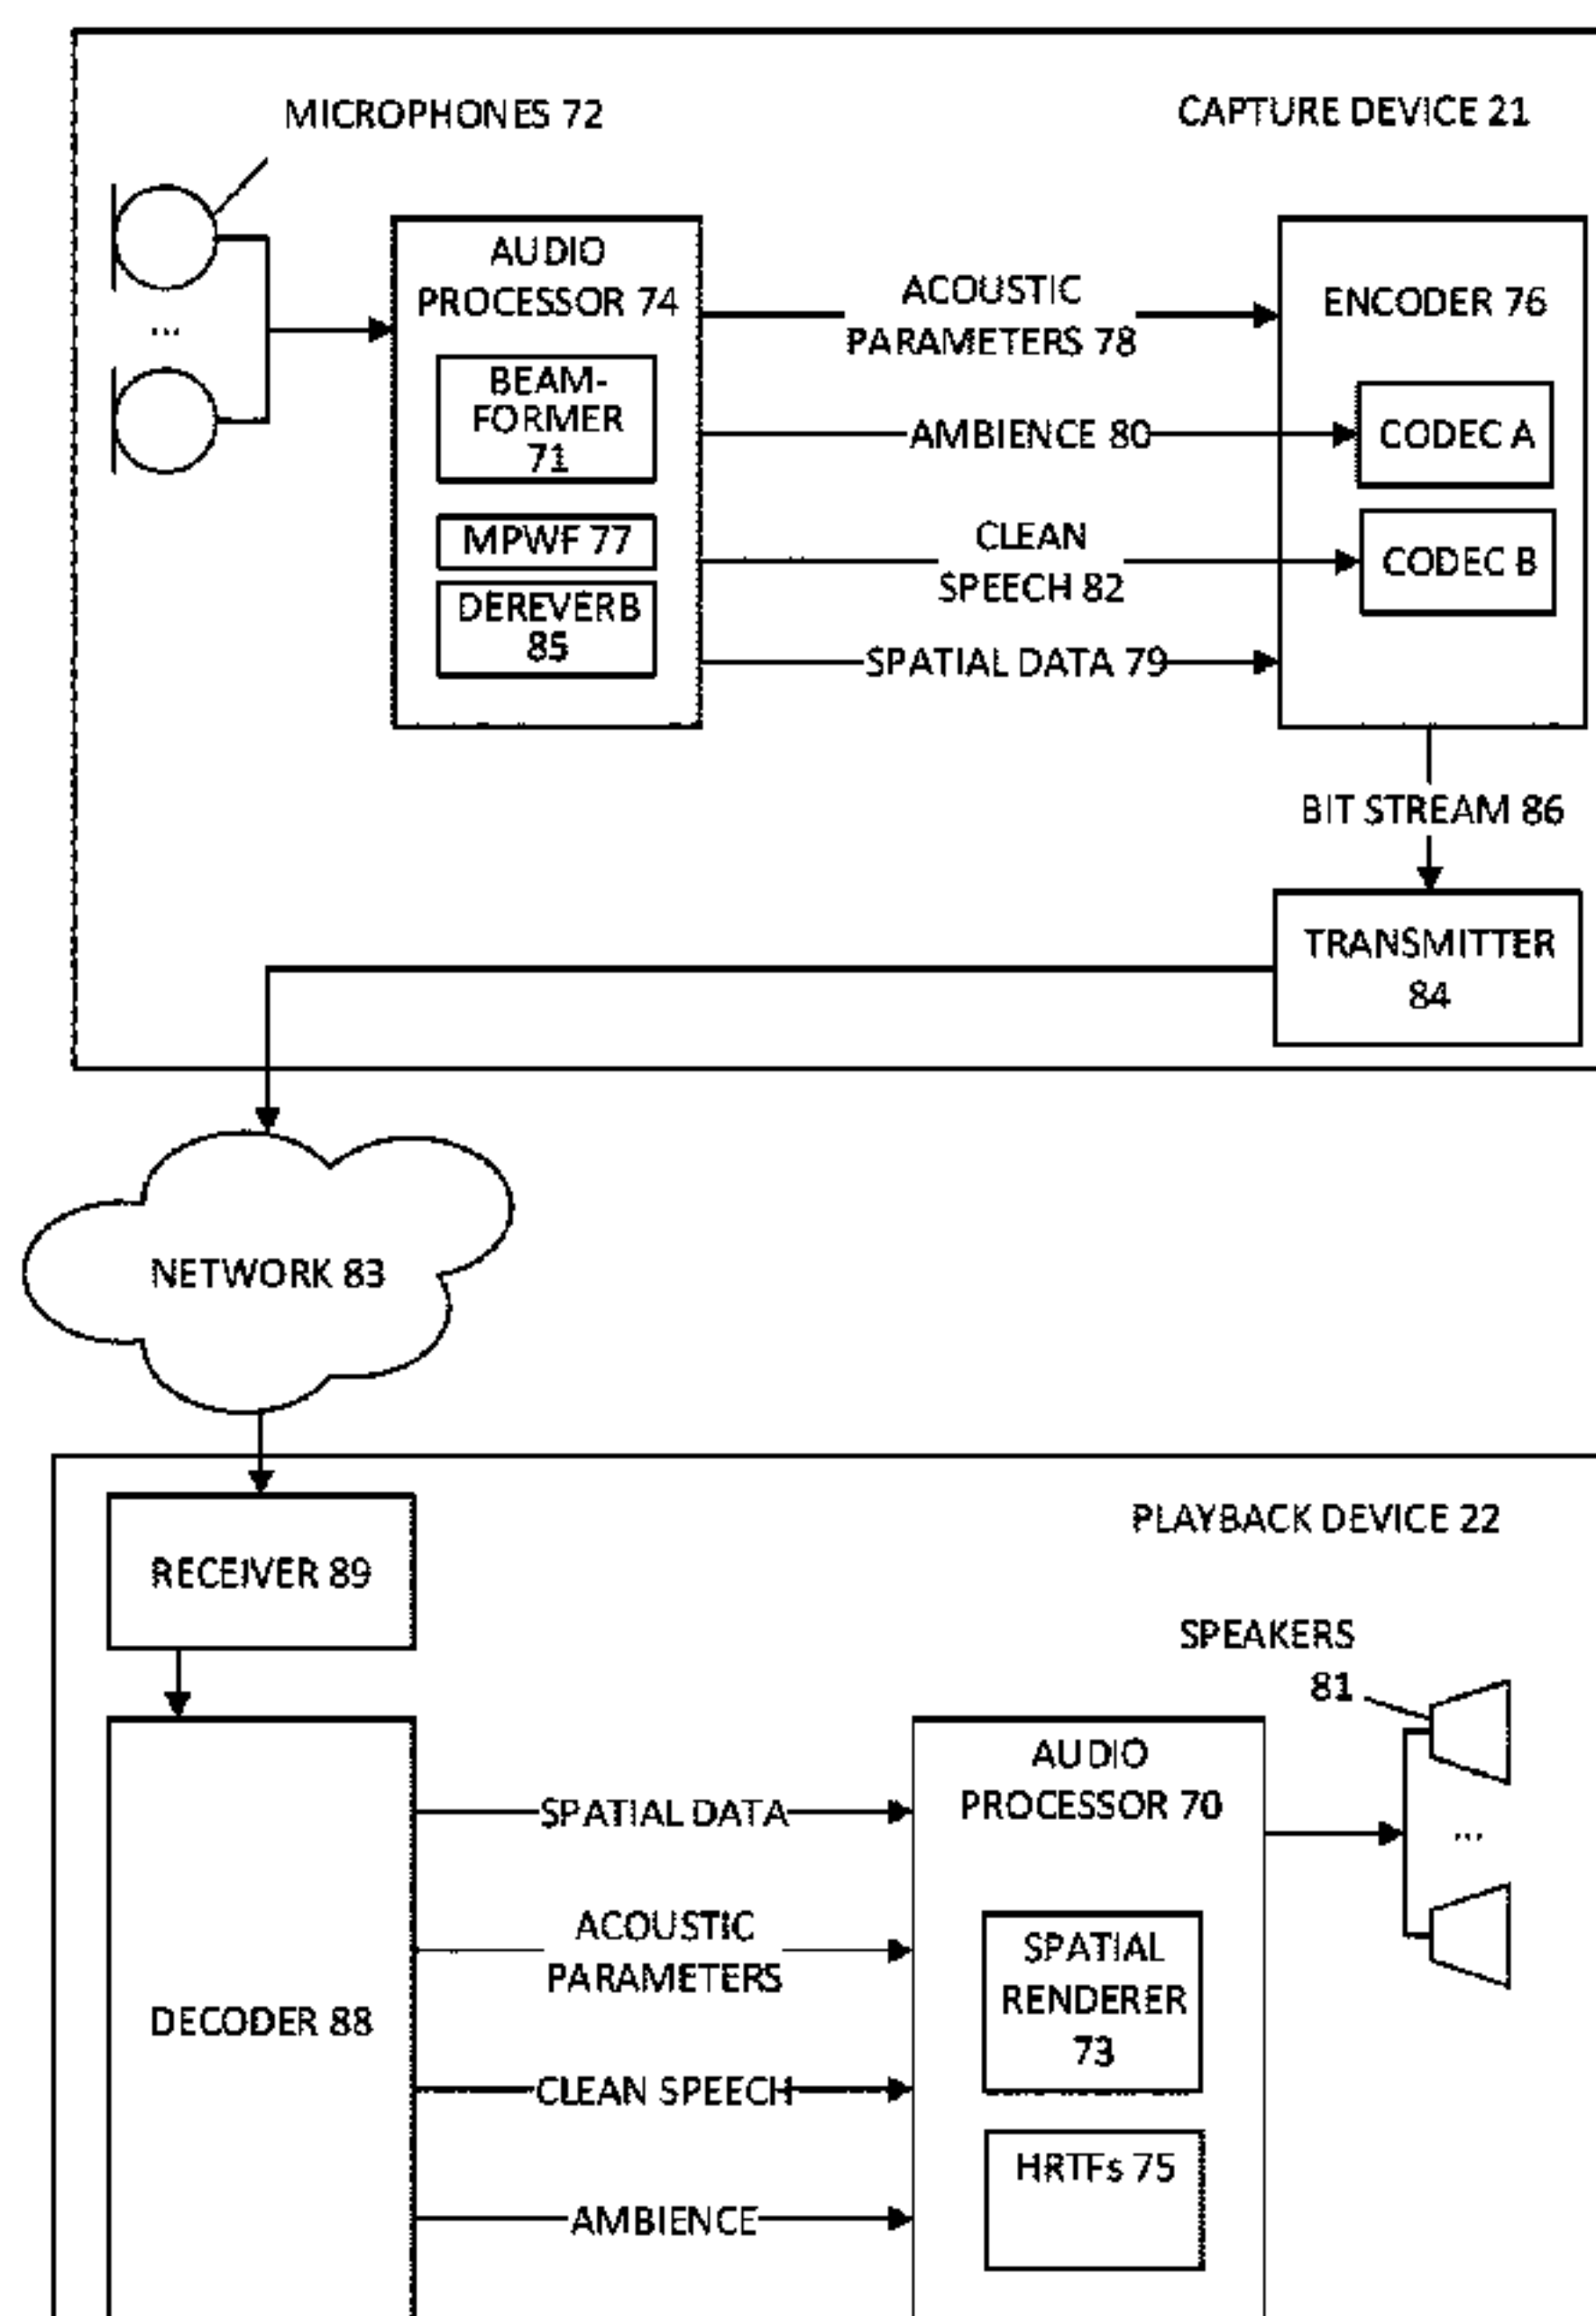 MICROPHONES 72
CAPTURE DEVICE 21
...
AUDIO
PROCESSOR 74
BEAM-
FORMER
71
MPWF 77
DEREVERB
85
ACOUSTIC
PARAMETERS 78
AMBIENCE 80
CLEAN
SPEECH 82
SPATIAL DATA 79
ENCODER 76
CODEC A
CODEC B
BIT STREAM 86
TRANSMITTER
84
NETWORK 83
PLAYBACK DEVICE 22
RECEIVER 89
DECODER 88
SPATIAL DATA
ACOUSTIC
PARAMETERS
CLEAN SPEECH
AMBIENCE
AUDIO
PROCESSOR 70
SPATIAL
RENDERER
73
HRTFs 75
SPEAKERS
81
...